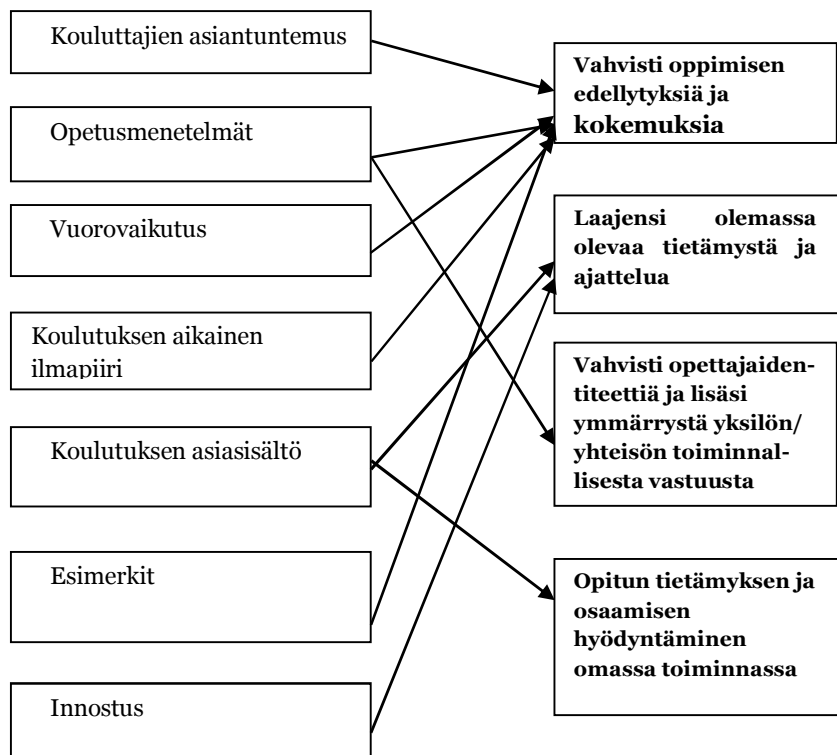 Kouluttajien asiantuntemus
Opetusmenetelmät
Vuorovaikutus
Koulutuksen aikainen
ilmapiiri
Koulutuksen asiasisältö
Esimerkit
Innostus
Vahvisti oppimisen
edellytyksiä ja
kokemuksia
Laajensi olemassa
olevaa tietämystä ja
ajattelua
Vahvisti opettajaiden-
titeettiä ja lisäsi
ymmärrystä yksilön/
yhteisön toiminnal-
lisesta vastuusta
Opitun tietämyksen ja
osaamisen
hyödyntäminen
omassa toiminnassa